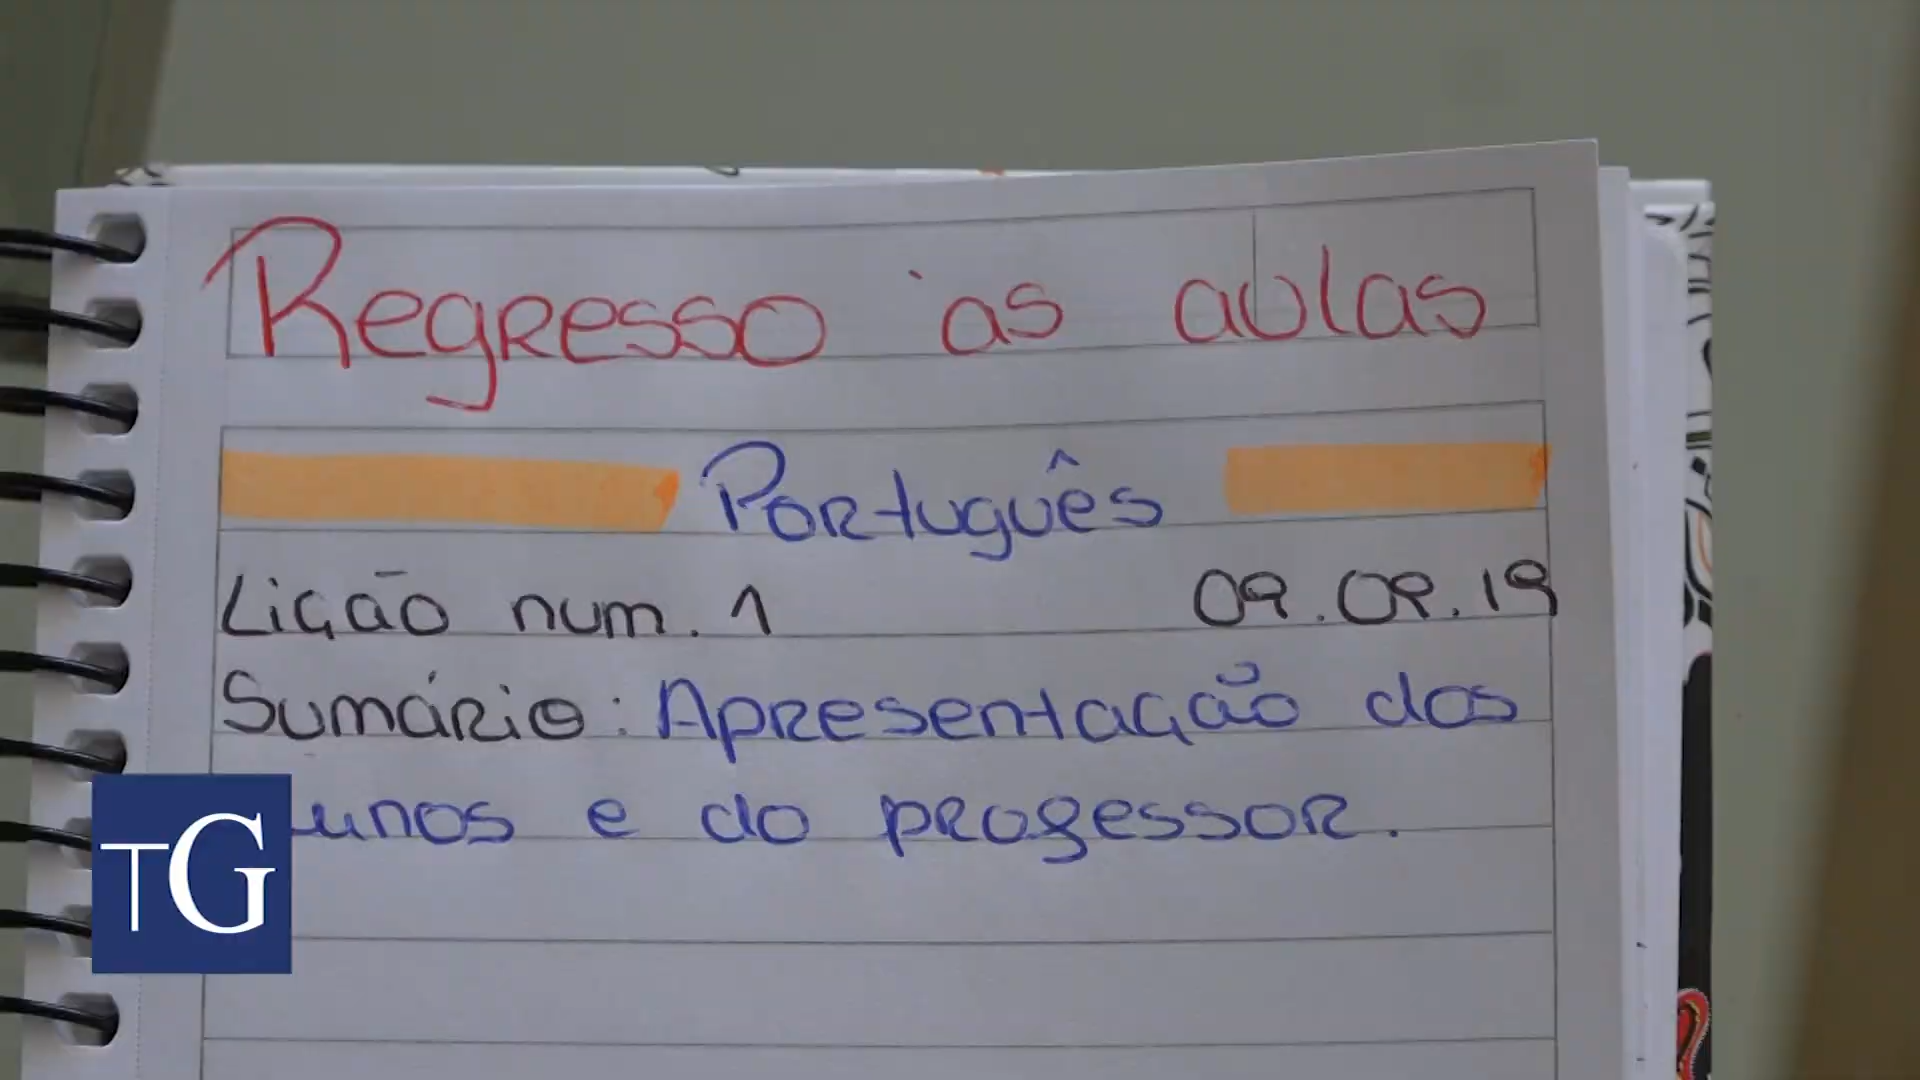 Regresso às aulas
Português
Lição num. 1 09.09.19
Sumário: Apresentação dos
unos e do professor.
TG